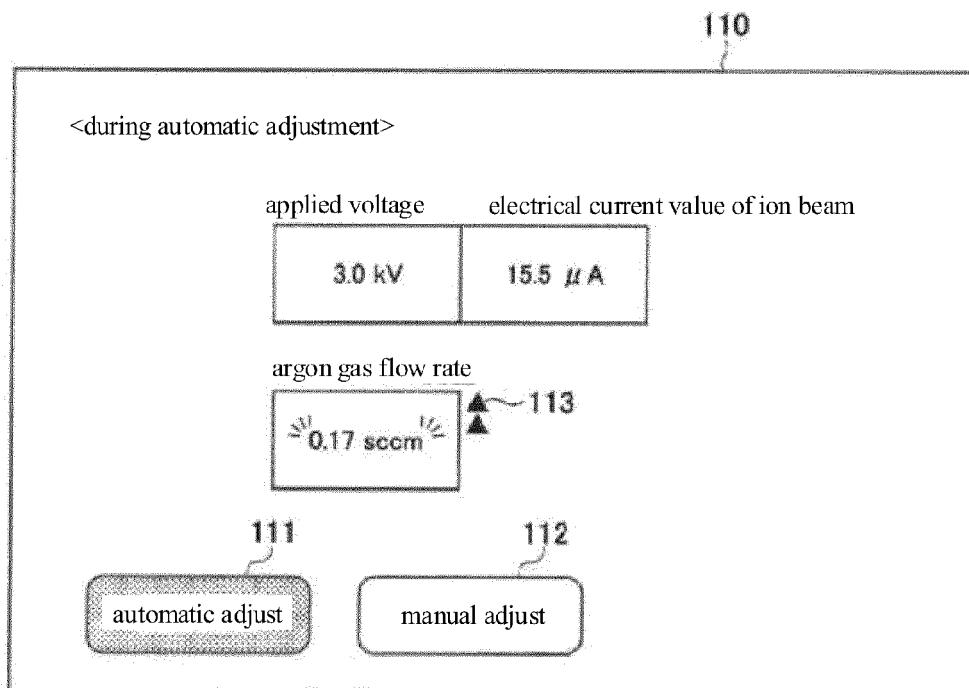 110
<during automatic adjustment>
applied voltage electrical current value of ion beam
3.0 kV 15.5 μA
argon gas flow rate
113
0.17 sccm
111 112
automatic adjust manual adjust